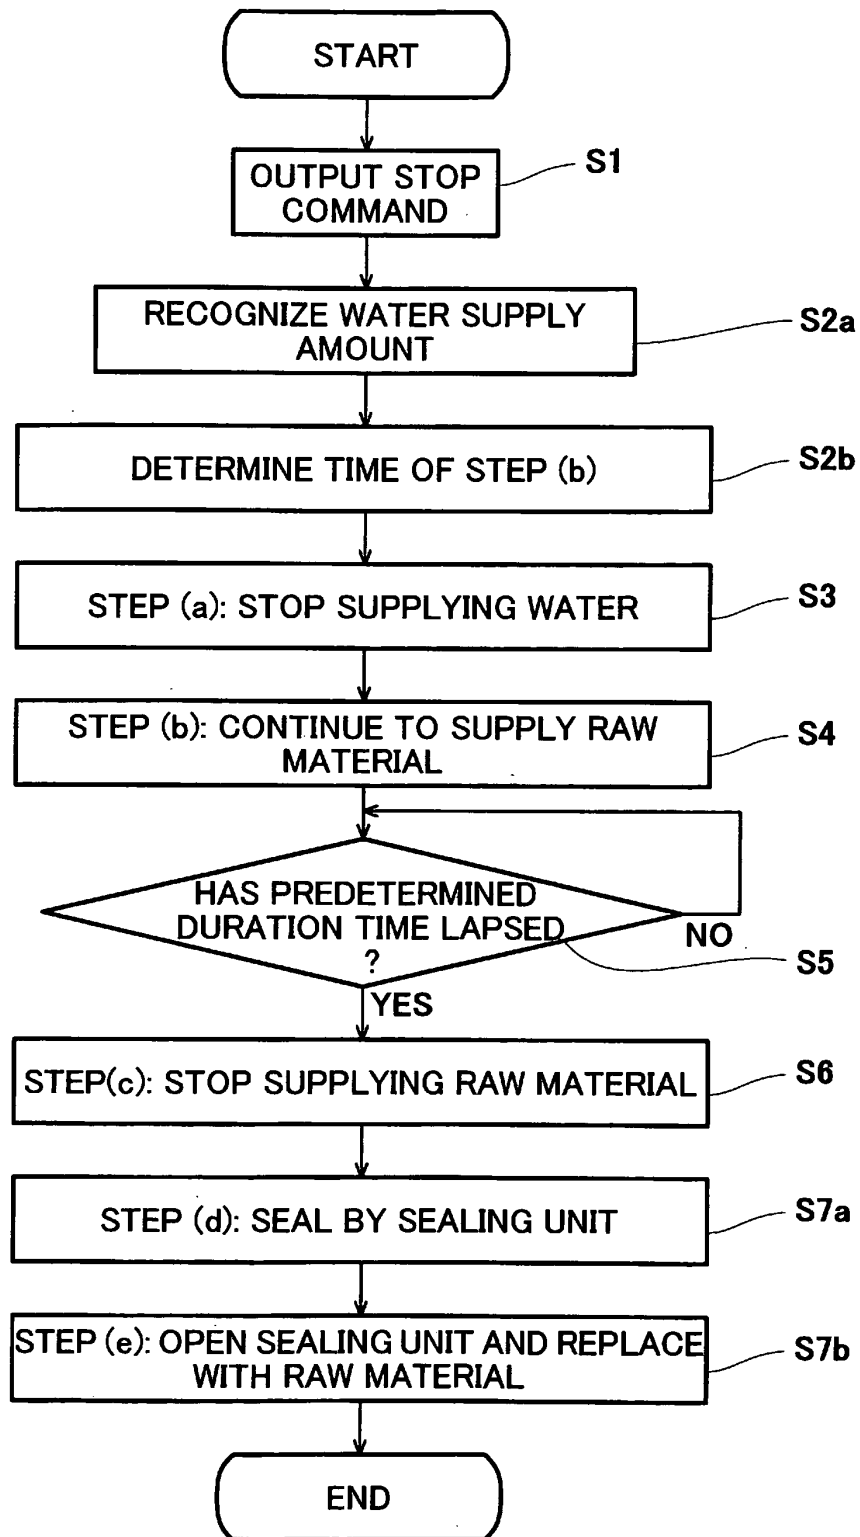 START
OUTPUT STOP
COMMAND
S1
RECOGNIZE WATER SUPPLY
AMOUNT
S2a
DETERMINE TIME OF STEP (b)
S2b
STEP (a): STOP SUPPLYING WATER
S3
STEP (b): CONTINUE TO SUPPLY RAW
MATERIAL
S4
HAS PREDETERMINED
DURATION TIME LAPSED
?
NO
S5
YES
STEP(c): STOP SUPPLYING RAW MATERIAL
S6
STEP (d): SEAL BY SEALING UNIT
S7a
STEP (e): OPEN SEALING UNIT AND REPLACE
WITH RAW MATERIAL
S7b
END